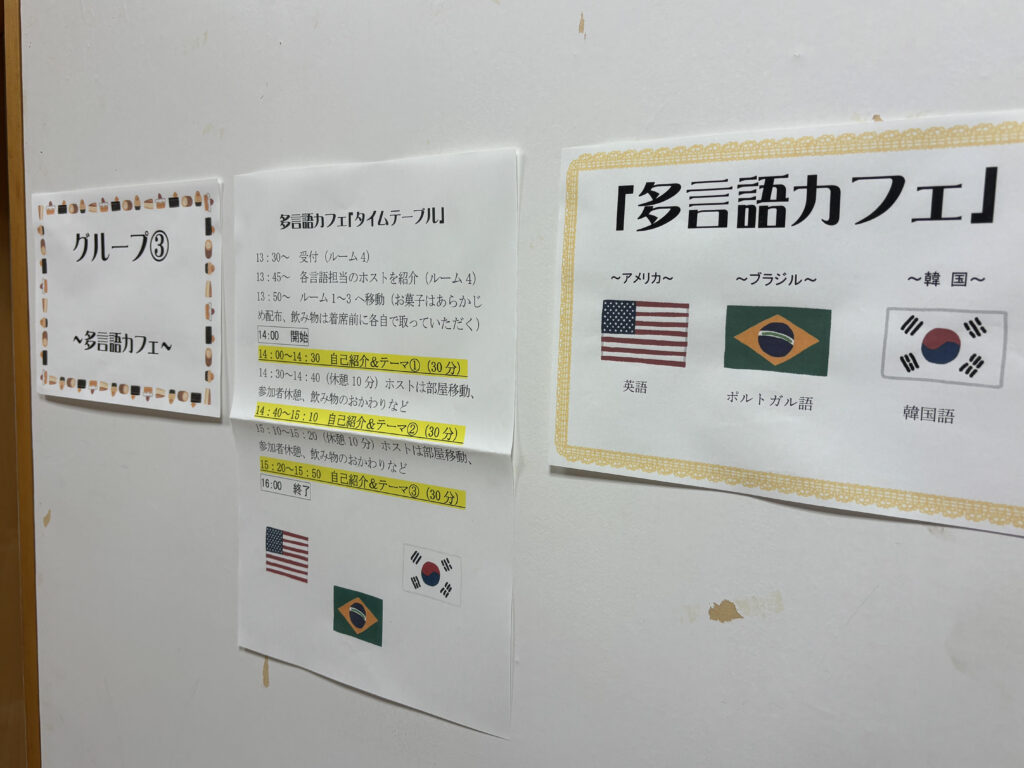 グループ③
～多言語カフェ～
多言語カフェ「タイムテーブル」
13：30～　受付（ルーム4）
13：45～　各言語担当のホストを紹介（ルーム4）
13：50～　ルーム1～3へ移動（お菓子はあらかじ
め配布、飲み物は着席前に各自で取っていただく）
14:00　開始
14：00～14：30　自己紹介＆テーマ①（30分）
14：30～14：40（休憩10分）ホストは部屋移動、
参加者休憩、飲み物のおかわりなど
14：40～15：10　自己紹介＆テーマ②（30分）
15：10～15：20（休憩10分）ホストは部屋移動、
参加者休憩、飲み物のおかわりなど
15：20～15：50　自己紹介＆テーマ③（30分）
16:00　終了
「多言語カフェ」
～アメリカ～　～ブラジル～　～韓 国～
英語　ポルトガル語　韓国語